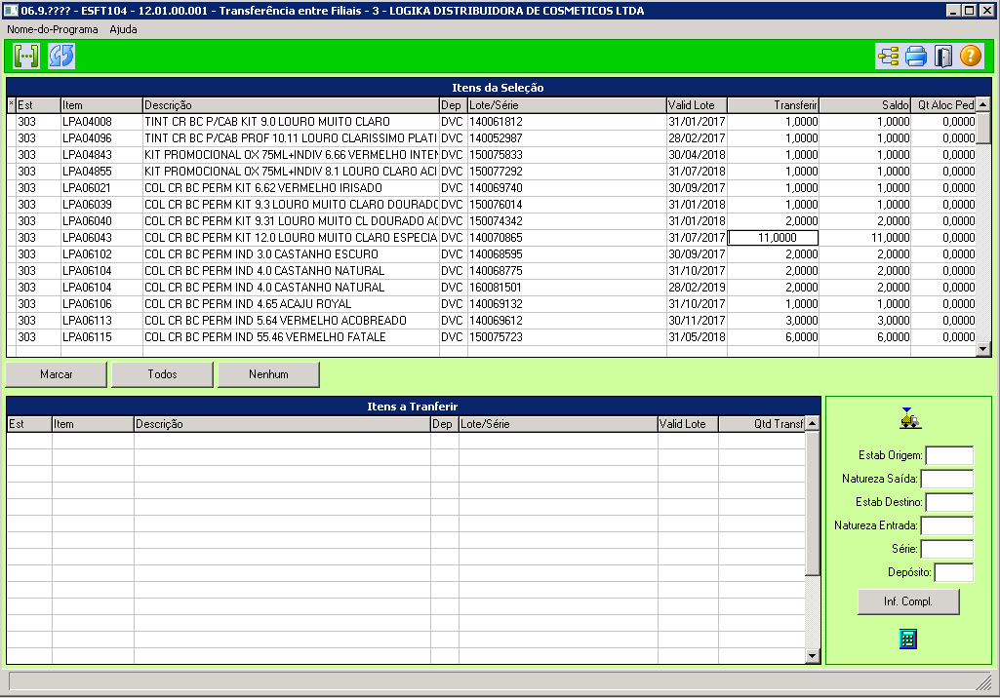 06.9.???? - ESFT104 - 12.01.00.001 - Transferência entre Filiais - 3 - LOGIKA DISTRIBUIDORA DE COSMETICOS LTDA
Nome-do-Programa Ajuda
Itens da Seleção
* Est Item Descrição Dep Lote/Série Valid Lote Transferir Saldo Qt Aloc Ped
303 LPA04008 TINT CR BC P/CAB KIT 9.0 LOURO MUITO CLARO DVC 140061812 31/01/2017 1,0000 1,0000 0,0000
303 LPA04096 TINT CR BC P/CAB PROF 10.11 LOURO CLARISSIMO PLATI DVC 140052987 28/02/2017 1,0000 1,0000 0,0000
303 LPA04843 KIT PROMOCIONAL OX 75ML+INDIV 6.66 VERMELHO INTEN DVC 150075833 30/04/2018 1,0000 1,0000 0,0000
303 LPA04855 KIT PROMOCIONAL OX 75ML+INDIV 8.1 LOURO CLARO ACI DVC 150077292 31/07/2018 1,0000 1,0000 0,0000
303 LPA06021 COL CR BC PERM KIT 6.62 VERMELHO IRISADO DVC 140069740 30/09/2017 1,0000 1,0000 0,0000
303 LPA06039 COL CR BC PERM KIT 9.3 LOURO MUITO CLARO DOURADO DVC 150076014 31/01/2018 1,0000 1,0000 0,0000
303 LPA06040 COL CR BC PERM KIT 9.31 LOURO MUITO CL DOURADO AC DVC 150074342 31/01/2018 2,0000 2,0000 0,0000
303 LPA06043 COL CR BC PERM KIT 12.0 LOURO MUITO CLARO ESPECIA DVC 140070865 31/07/2017 11,0000 11,0000 0,0000
303 LPA06102 COL CR BC PERM IND 3.0 CASTANHO ESCURO DVC 140068595 30/09/2017 2,0000 2,0000 0,0000
303 LPA06104 COL CR BC PERM IND 4.0 CASTANHO NATURAL DVC 140068775 31/10/2017 2,0000 2,0000 0,0000
303 LPA06104 COL CR BC PERM IND 4.0 CASTANHO NATURAL DVC 160081501 28/02/2019 2,0000 2,0000 0,0000
303 LPA06106 COL CR BC PERM IND 4.65 ACAJU ROYAL DVC 140069132 31/10/2017 1,0000 1,0000 0,0000
303 LPA06113 COL CR BC PERM IND 5.64 VERMELHO ACOBREADO DVC 140069612 30/11/2017 3,0000 3,0000 0,0000
303 LPA06115 COL CR BC PERM IND 55.46 VERMELHO FATALE DVC 150075723 31/05/2018 6,0000 6,0000 0,0000
Marcar Todos Nenhum
Itens a Tranferir
Est Item Descrição Dep Lote/Série Valid Lote Qtd Transf
Estab Origem:
Natureza Saída:
Estab Destino:
Natureza Entrada:
Série:
Depósito:
Inf. Compl.